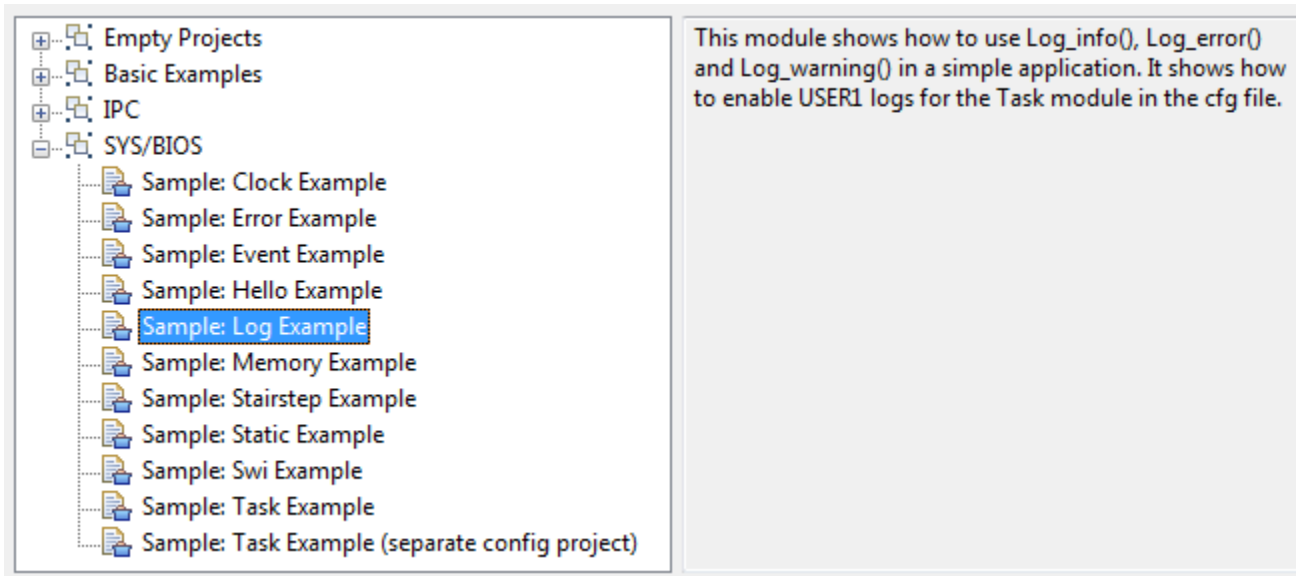 Empty Projects
Basic Examples
IPC
SYS/BIOS
Sample: Clock Example
Sample: Error Example
Sample: Event Example
Sample: Hello Example
Sample: Log Example
Sample: Memory Example
Sample: Stairstep Example
Sample: Static Example
Sample: Swi Example
Sample: Task Example
Sample: Task Example (separate config project)
This module shows how to use Log_info(), Log_error()
and Log_warning() in a simple application. It shows how
to enable USER1 logs for the Task module in the cfg file.